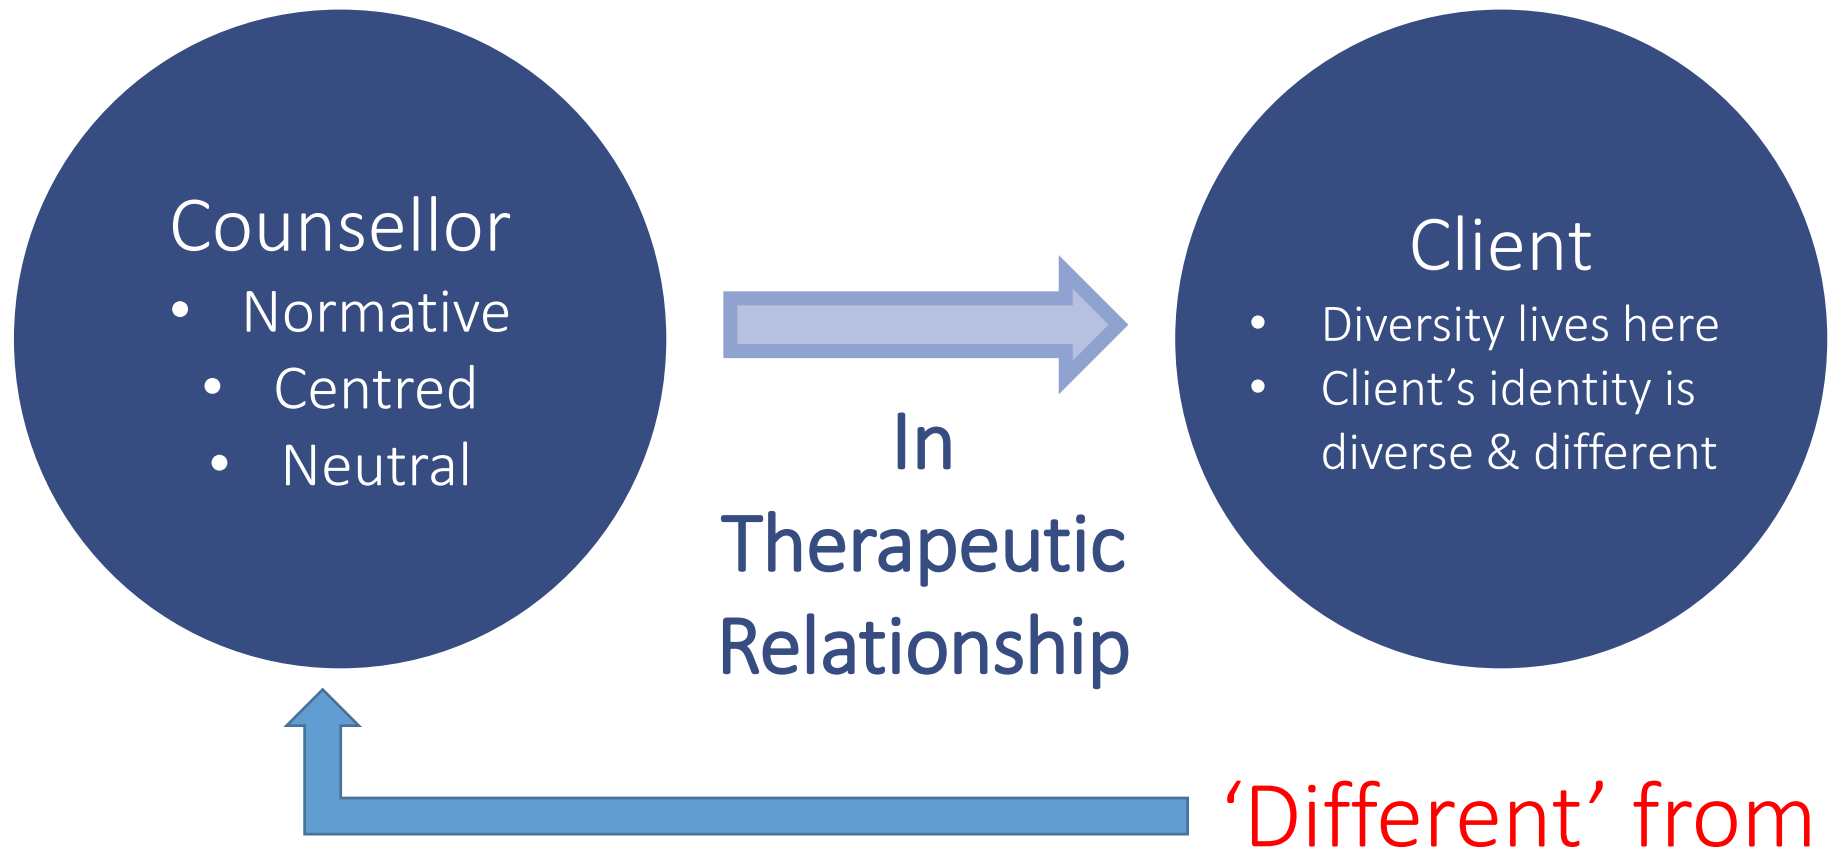 Counsellor
• Normative
• Centred
• Neutral
In
Therapeutic
Relationship
Client
• Diversity lives here
• Client’s identity is
diverse & different
‘Different’ from